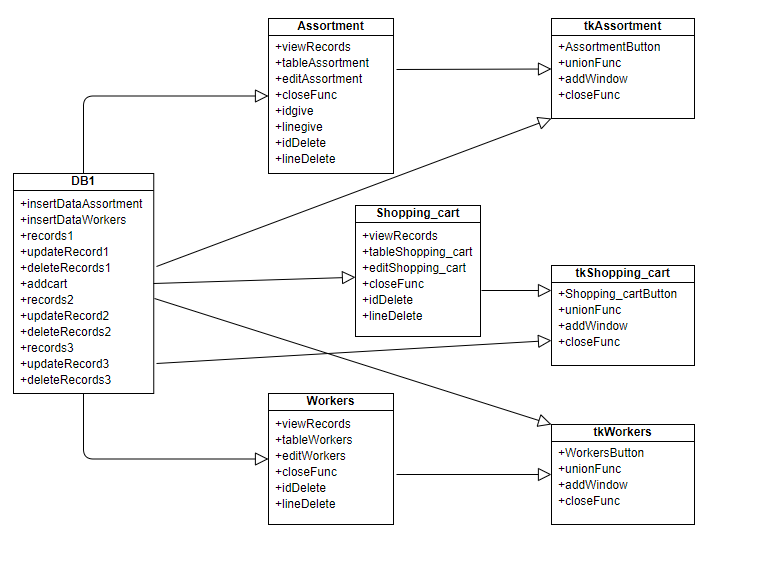 Assortment
+viewRecords
+tableAssortment
+editAssortment
+closeFunc
+idgive
+linegive
+idDelete
+lineDelete
tkAssortment
+AssortmentButton
+unionFunc
+addWindow
+closeFunc
DB1
+insertDataAssortment
+insertDataWorkers
+records1
+updateRecord1
+deleteRecords1
+addcart
+records2
+updateRecord2
+deleteRecords2
+records3
+updateRecord3
+deleteRecords3
Shopping_cart
+viewRecords
+tableShopping_cart
+editShopping_cart
+closeFunc
+idDelete
+lineDelete
tkShopping_cart
+Shopping_cartButton
+unionFunc
+addWindow
+closeFunc
Workers
+viewRecords
+tableWorkers
+editWorkers
+closeFunc
+idDelete
+lineDelete
tkWorkers
+WorkersButton
+unionFunc
+addWindow
+closeFunc